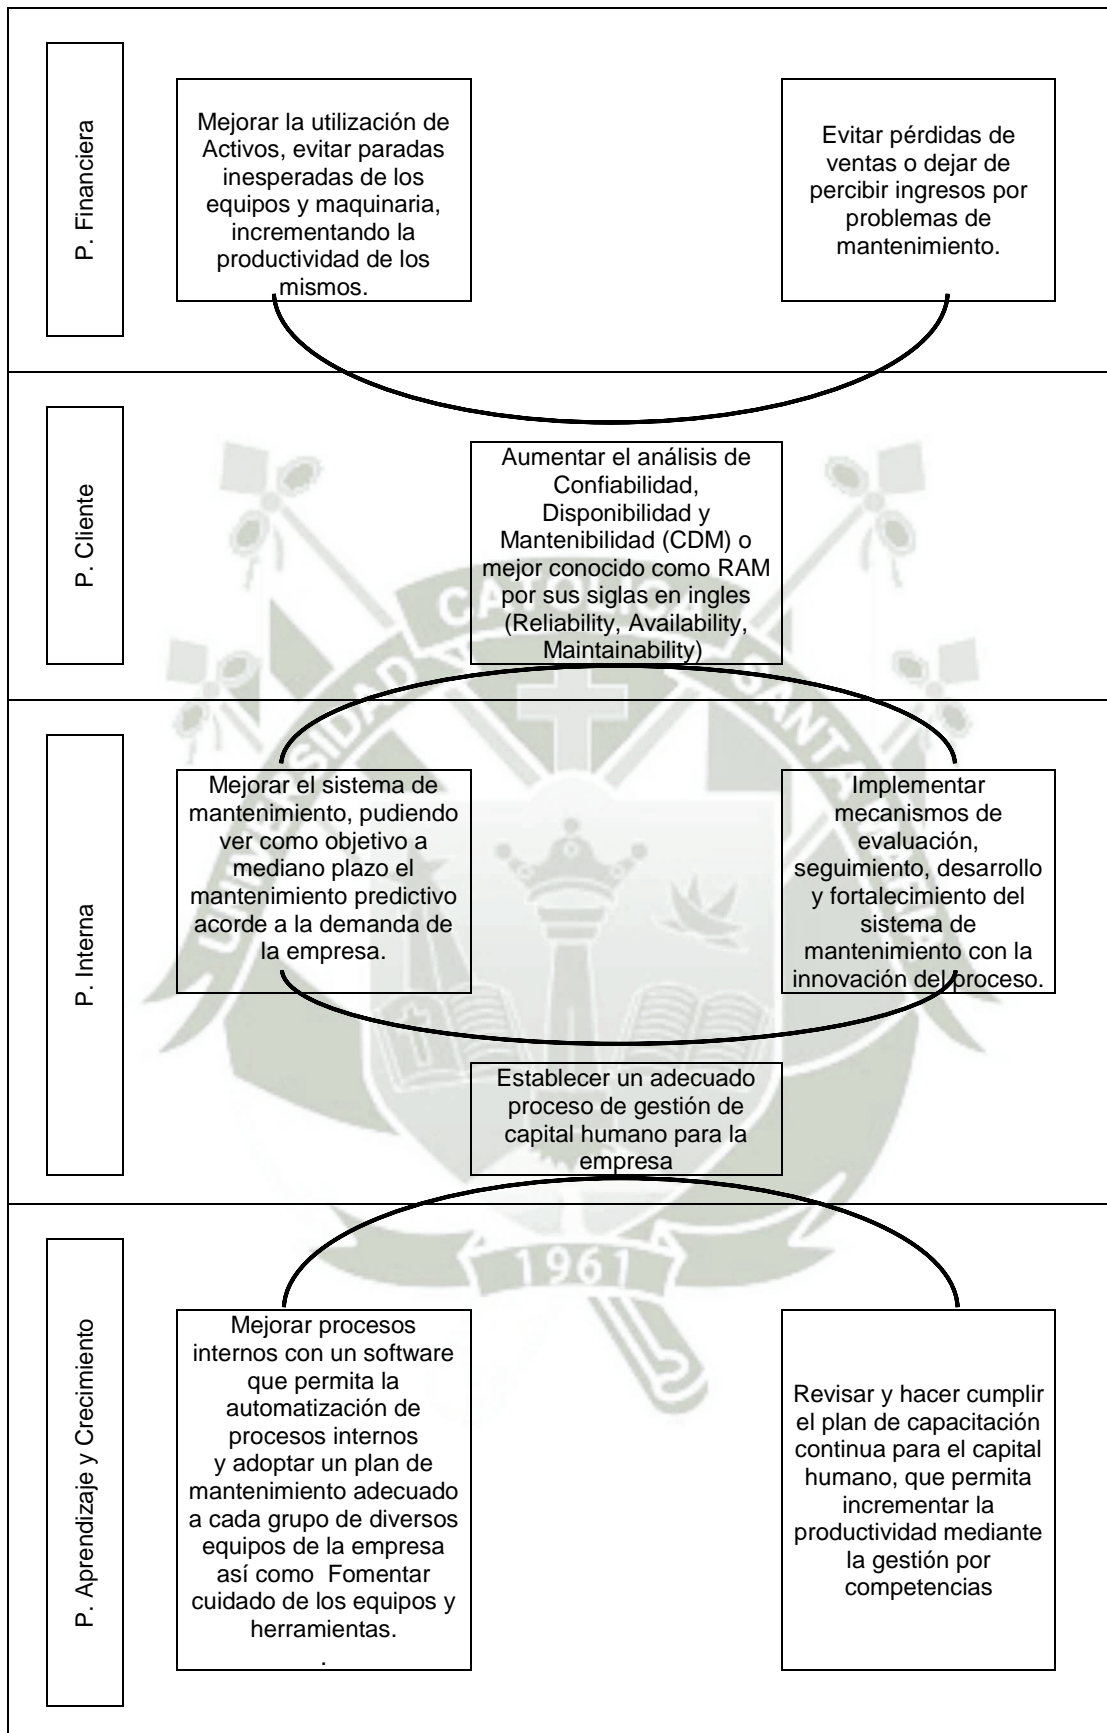 P. Financiera
Mejorar la utilización de
Activos, evitar paradas
inesperadas de los
equipos y maquinaria,
incrementando la
productividad de los
mismos.
Evitar pérdidas de
ventas o dejar de
percibir ingresos por
problemas de
mantenimiento.
P. Cliente
Aumentar el análisis de
Confiabilidad,
Disponibilidad y
Mantenibilidad (CDM) o
mejor conocido como RAM
por sus siglas en ingles
(Reliability, Availability,
Maintainability)
P. Interna
Mejorar el sistema de
mantenimiento, pudiendo
ver como objetivo a
mediano plazo el
mantenimiento predictivo
acorde a la demanda de
la empresa.
Implementar
mecanismos de
evaluación,
seguimiento, desarrollo
y fortalecimiento del
sistema de
mantenimiento con la
innovación del proceso.
Establecer un adecuado
proceso de gestión de
capital humano para la
empresa
P. Aprendizaje y Crecimiento
Mejorar procesos
internos con un software
que permita la
automatización de
procesos internos
y adoptar un plan de
mantenimiento adecuado
a cada grupo de diversos
equipos de la empresa
así como  Fomentar
cuidado de los equipos y
herramientas.
.
Revisar y hacer cumplir
el plan de capacitación
continua para el capital
humano, que permita
incrementar la
productividad mediante
la gestión por
competencias
UNIVERSIDAD CATOLICA SANTA
1961